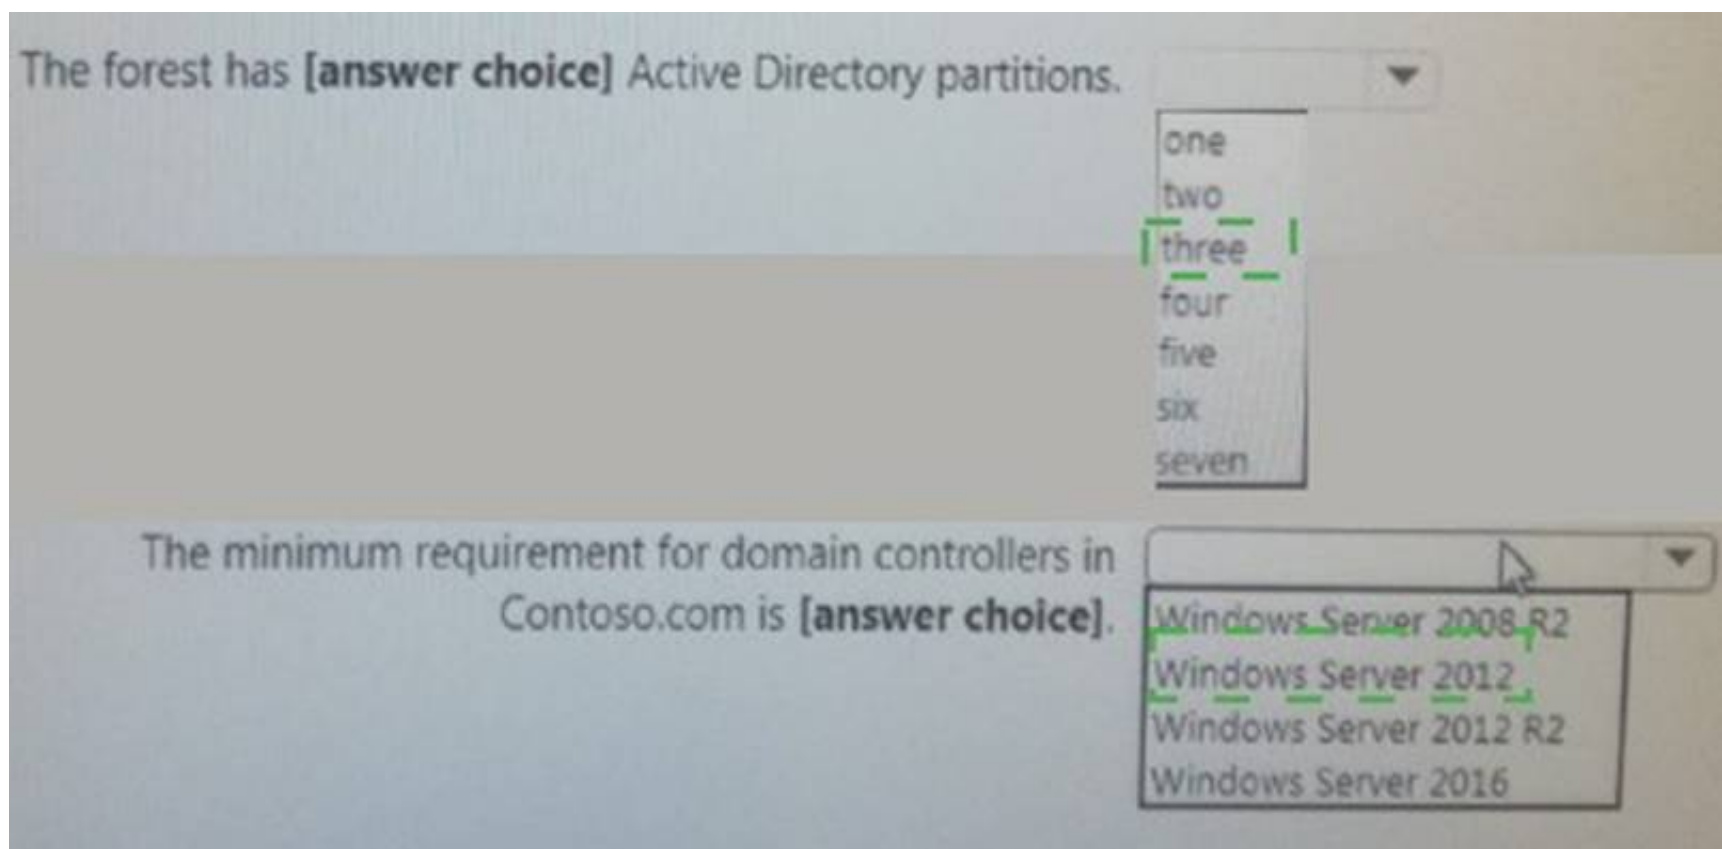 The forest has [answer choice] Active Directory partitions.
one
two
three
four
five
six
seven
The minimum requirement for domain controllers in
Contoso.com is [answer choice].
Windows Server 2008 R2
Windows Server 2012
Windows Server 2012 R2
Windows Server 2016